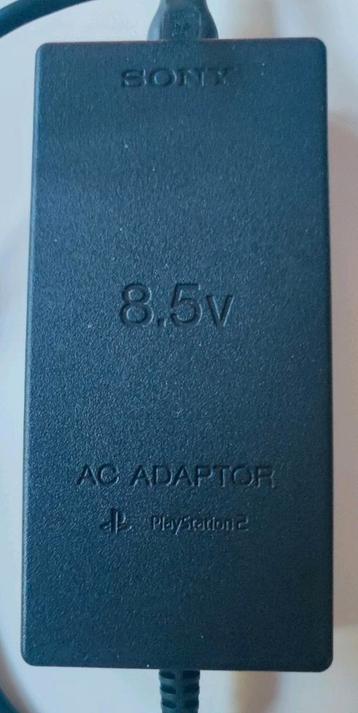 SONY
8.5V
AC ADAPTOR
PlayStation 2